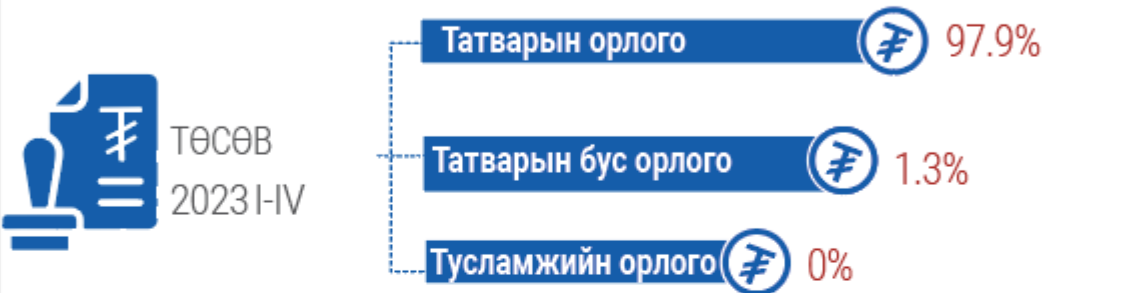 Татварын орлого 97.9%
ТӨСӨВ
2023 I-IV
Татварын бус орлого 1.3%
Тусламжийн орлого 0%